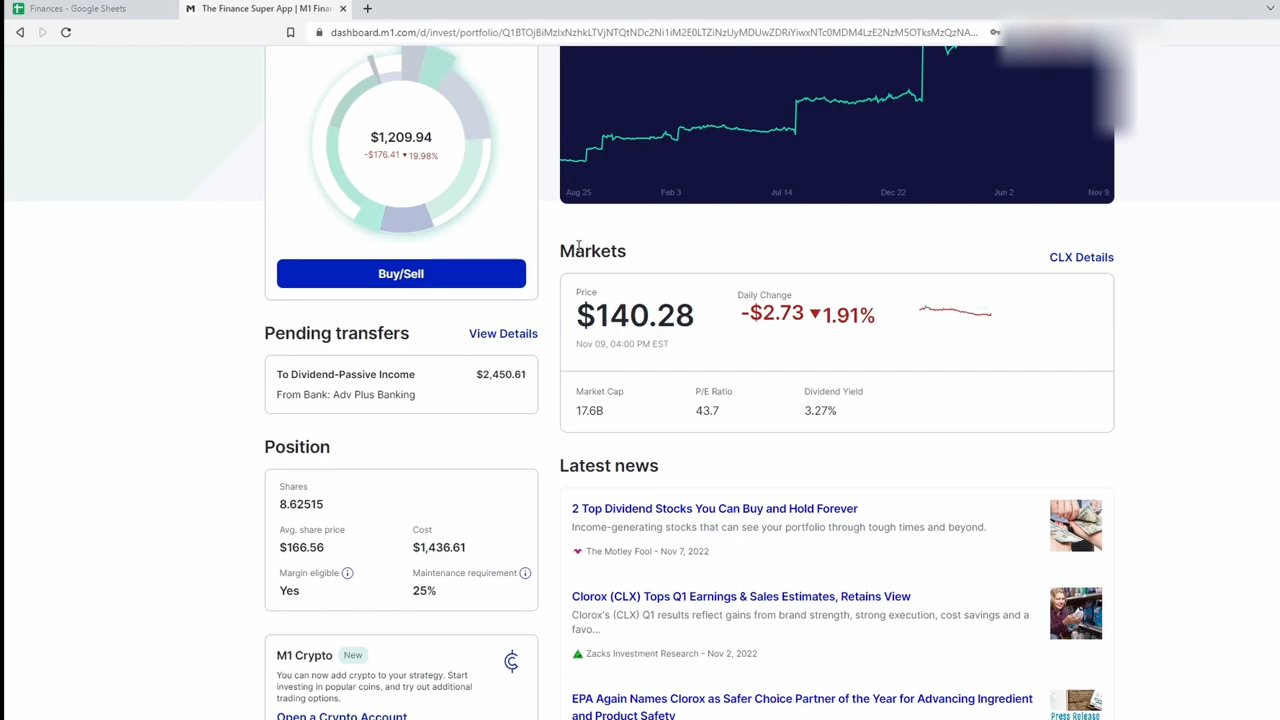 Finances - Google Sheets
The Finance Super App | M1 Finan
dashboard.m1.com/d/invest/portfolio/
$1,209.94
-$176.41 ▼ 19.98%
Buy/Sell
Aug 25 Feb 3 Jul 14 Dec 22 Jun 2 Nov 9
Markets
CLX Details
Price
$140.28
Nov 09, 04:00 PM EST
Daily Change
-$2.73 ▼ 1.91%
Market Cap
17.6B
P/E Ratio
43.7
Dividend Yield
3.27%
Pending transfers
View Details
To Dividend-Passive Income
$2,450.61
From Bank: Adv Plus Banking
Position
Shares
8.62515
Avg. share price
$166.56
Cost
$1,436.61
Margin eligible
Yes
Maintenance requirement
25%
M1 Crypto New
You can now add crypto to your strategy. Start
investing in popular coins, and try out additional
trading options.
Open a Crypto Account
Latest news
2 Top Dividend Stocks You Can Buy and Hold Forever
Income-generating stocks that can see your portfolio through tough times and beyond.
The Motley Fool - Nov 7, 2022
Clorox (CLX) Tops Q1 Earnings & Sales Estimates, Retains View
Clorox's (CLX) Q1 results reflect gains from brand strength, strong execution, cost savings and a
favo...
Zacks Investment Research - Nov 2, 2022
EPA Again Names Clorox as Safer Choice Partner of the Year for Advancing Ingredient
and Product Safety
Press Release